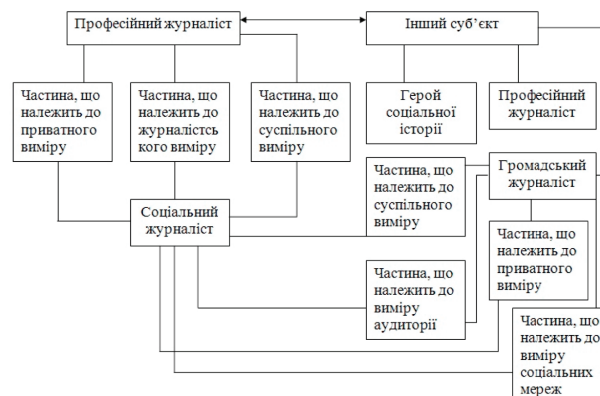 Професійний журналіст
Інший суб’єкт
Частина, що
належить до
приватного
виміру
Частина, що
належить до
журналістсь
кого виміру
Частина, що
належить до
суспільного
виміру
Герой
соціальної
історії
Професійний
журналіст
Соціальний
журналіст
Частина, що
належить до
суспільного
виміру
Громадський
журналіст
Частина, що
належить до
приватного
виміру
Частина, що
належить до
виміру
аудиторії
Частина, що
належить до
виміру
соціальних
мереж